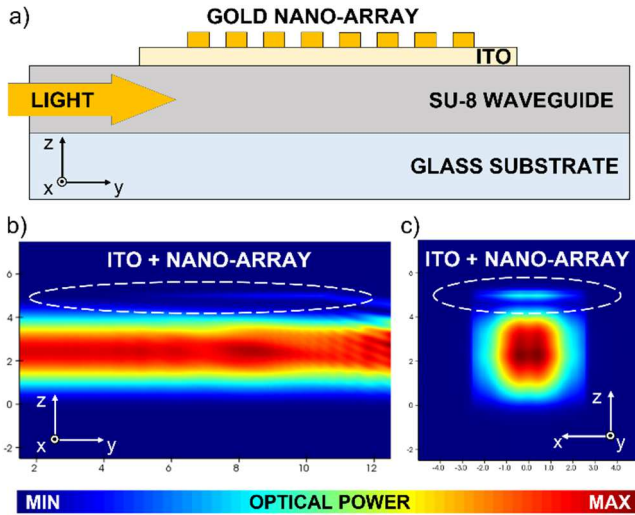 a)
GOLD NANO-ARRAY
ITO
LIGHT
SU-8 WAVEGUIDE
z
x y
GLASS SUBSTRATE
b)
ITO + NANO-ARRAY
6
4
2
0
-2
z
x y
2 4 6 8 10 12
c)
ITO + NANO-ARRAY
6
4
2
0
-2
z
x y
-4.0 -3.0 -2.0 -1.0 0.0 1.0 2.0 3.0 4.0
MIN OPTICAL POWER MAX